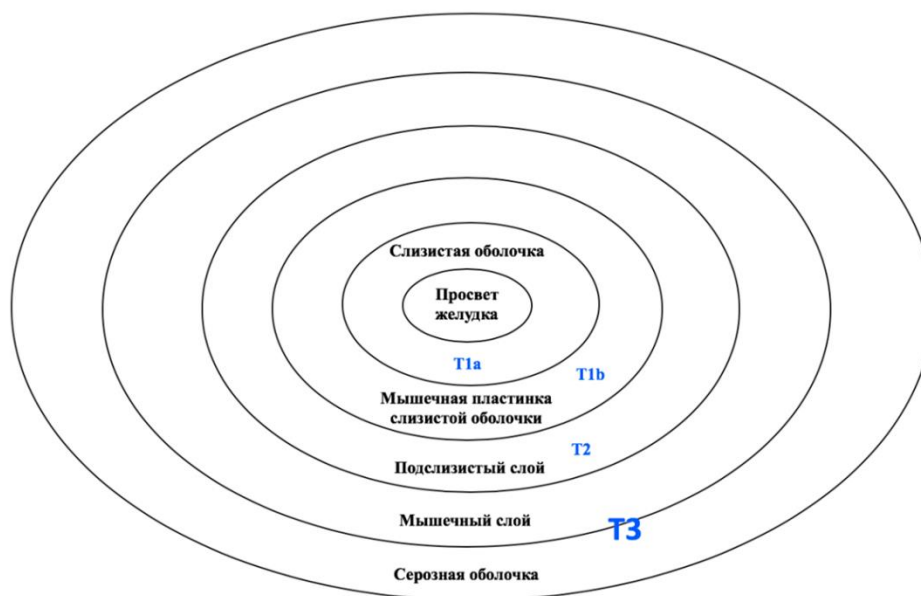 Слизистая оболочка
Просвет
желудка
T1a
T1b
Мышечная пластинка
слизистой оболочки
T2
Подслизистый слой
Мышечный слой
T3
Серозная оболочка